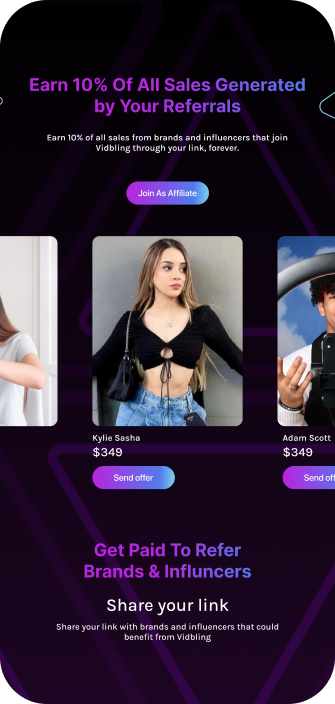 Earn 10% Of All Sales Generated
by Your Referrals
Earn 10% of all sales from brands and influencers that join
Vidbling through your link, forever.
Join As Affiliate
Kylie Sasha
$349
Send offer
Adam Scott
$349
Send off
Get Paid To Refer
Brands & Influncers
Share your link
Share your link with brands and influencers that could
benefit from Vidbling